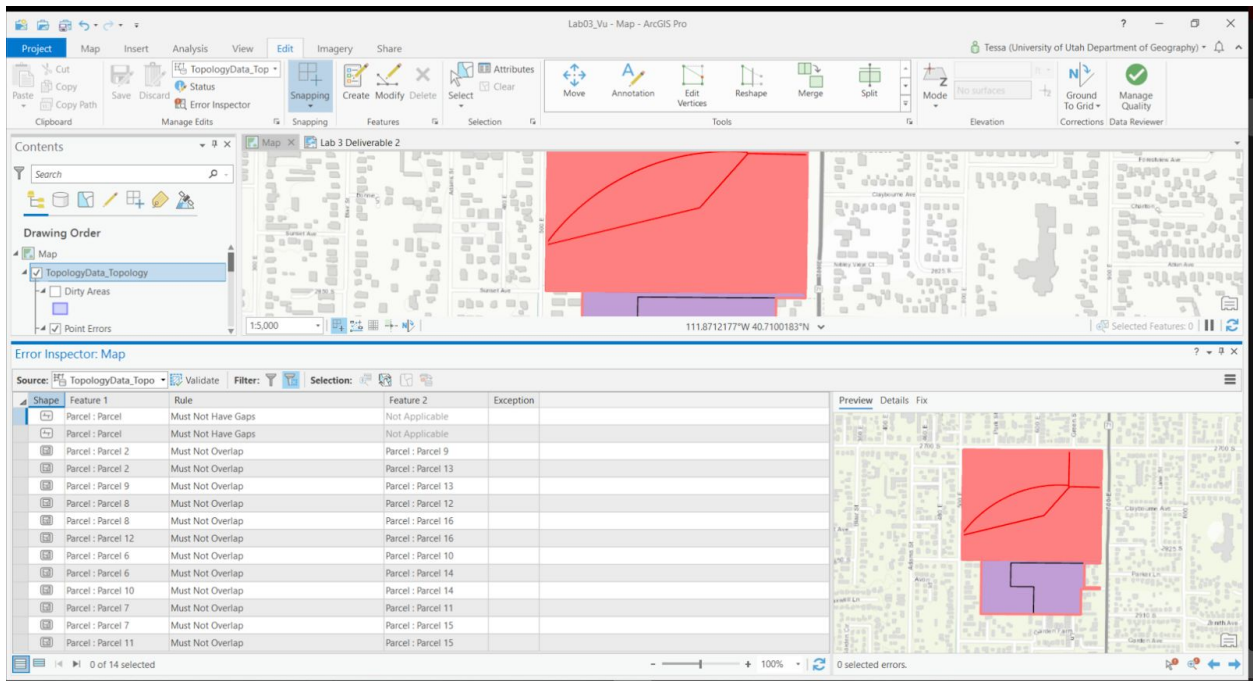 Lab03_Vu - Map - ArcGIS Pro
?
Project Map Insert Analysis View Edit Imagery Share
Tessa (University of Utah Department of Geography)
Cut
Copy
Copy Path
Paste
Clipboard
Save Discard
TopologyData_Top
Status
Error Inspector
Manage Edits
Snapping
Snapping
Create Modify Delete
Features
Select
Attributes
Clear
Selection
Move Annotation Edit Vertices Reshape Merge Split
Tools
Mode
No surfaces
Elevation
Ground To Grid
Corrections
Manage Quality
Data Reviewer
Contents
Search
Drawing Order
Map
TopologyData_Topology
Dirty Areas
Point Errors
Map Lab 3 Deliverable 2
Claybourne Ave
Sunset Ave
1:5,000
111.8712177°W 40.7100183°N
Selected Features: 0
Error Inspector: Map
?
Source: TopologyData_Topo Validate Filter: Selection:
Shape Feature 1 Rule Feature 2 Exception
Parcel : Parcel Must Not Have Gaps Not Applicable
Parcel : Parcel Must Not Have Gaps Not Applicable
Parcel : Parcel 2 Must Not Overlap Parcel : Parcel 9
Parcel : Parcel 2 Must Not Overlap Parcel : Parcel 13
Parcel : Parcel 9 Must Not Overlap Parcel : Parcel 13
Parcel : Parcel 8 Must Not Overlap Parcel : Parcel 12
Parcel : Parcel 8 Must Not Overlap Parcel : Parcel 16
Parcel : Parcel 12 Must Not Overlap Parcel : Parcel 16
Parcel : Parcel 6 Must Not Overlap Parcel : Parcel 10
Parcel : Parcel 6 Must Not Overlap Parcel : Parcel 14
Parcel : Parcel 10 Must Not Overlap Parcel : Parcel 14
Parcel : Parcel 7 Must Not Overlap Parcel : Parcel 11
Parcel : Parcel 7 Must Not Overlap Parcel : Parcel 15
Parcel : Parcel 11 Must Not Overlap Parcel : Parcel 15
0 of 14 selected
100%
Preview Details Fix
2700 S
Claybourne Ave
0 selected errors.